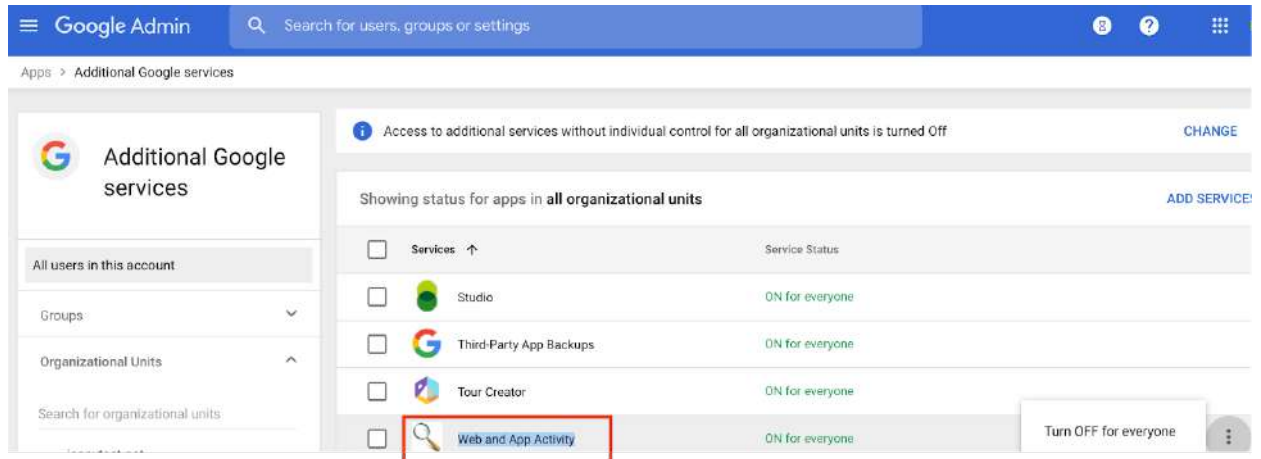 Google Admin
Search for users, groups or settings
Apps > Additional Google services
Additional Google services
All users in this account
Groups
Organizational Units
Search for organizational units
Access to additional services without individual control for all organizational units is turned Off
CHANGE
Showing status for apps in all organizational units
ADD SERVICES
Services ↑
Service Status
Studio
ON for everyone
Third-Party App Backups
ON for everyone
Tour Creator
ON for everyone
Web and App Activity
ON for everyone
Turn OFF for everyone